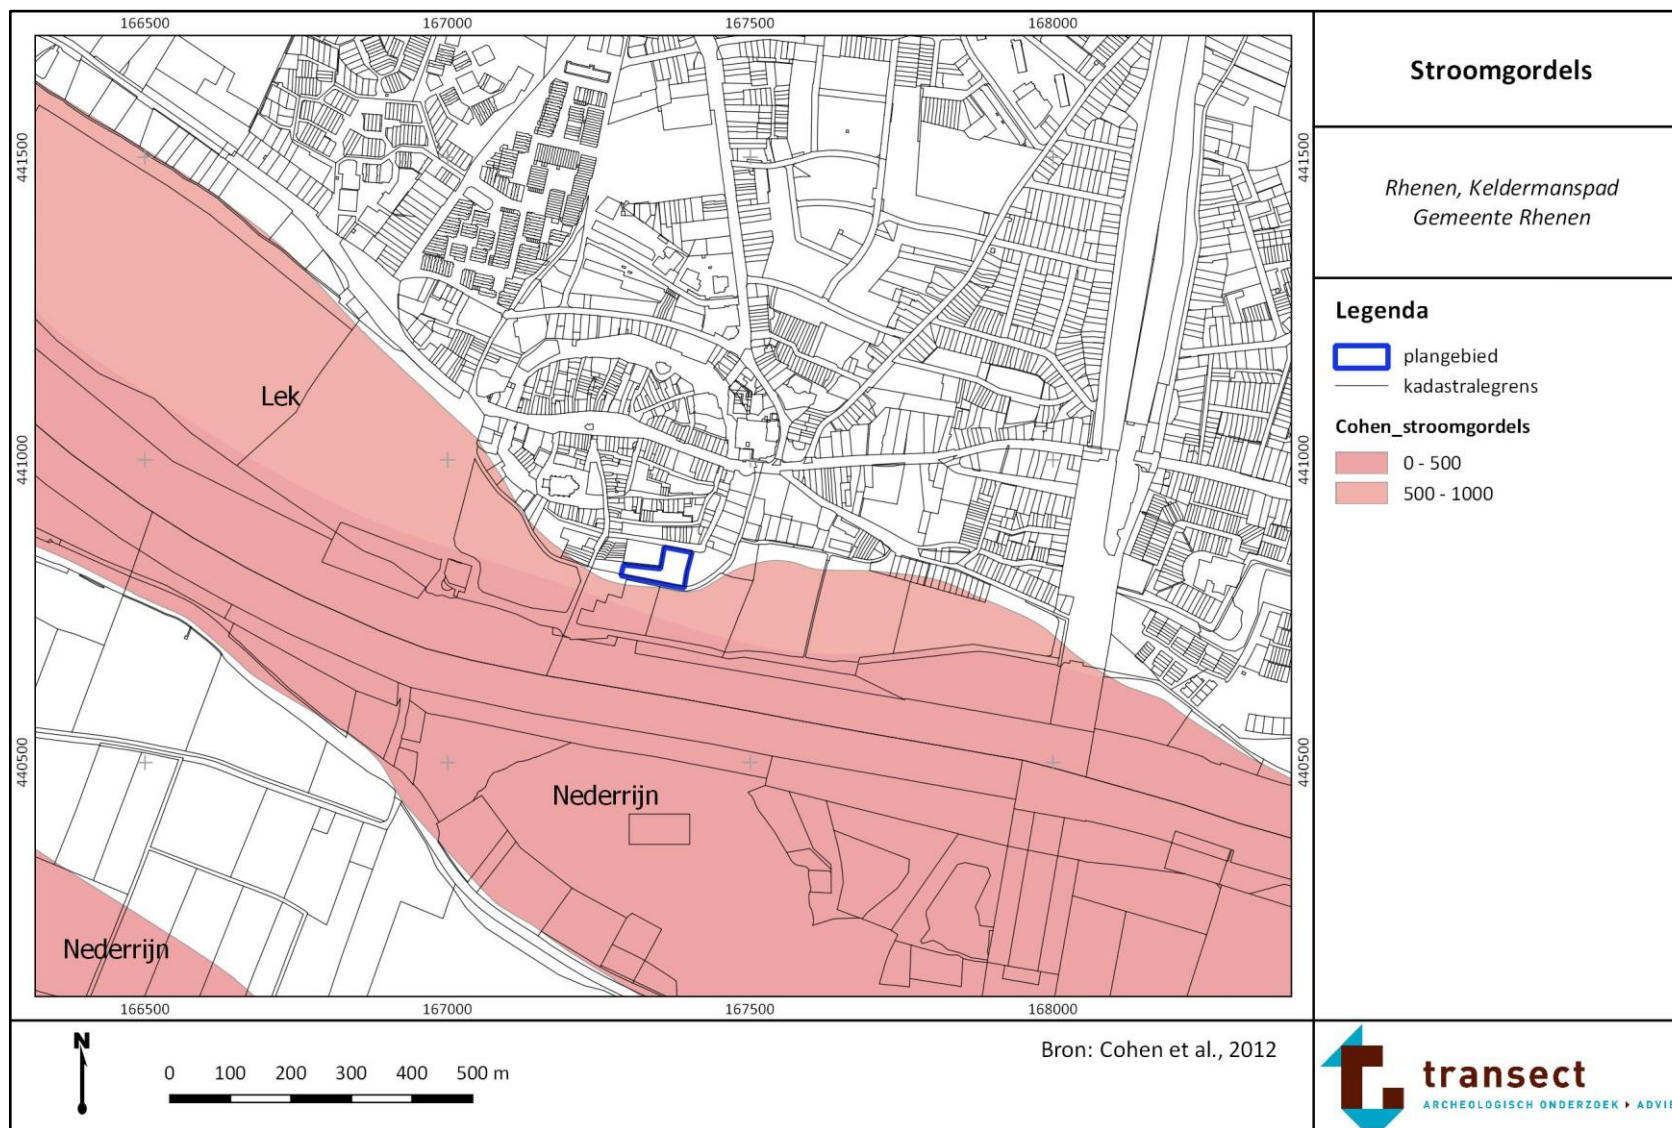 166500 167000 167500 168000
441500 441500
441000 441000
440500 440500
Lek
Nederrijn
Nederrijn
166500 167000 167500 168000
Stroomgordels
Rhenen, Keldermanspad
Gemeente Rhenen
Legenda
plangebied
kadastralegrens
Cohen_stroomgordels
0 - 500
500 - 1000
N
0 100 200 300 400 500 m
Bron: Cohen et al., 2012
transect
ARCHEOLOGISCH ONDERZOEK ADVIE